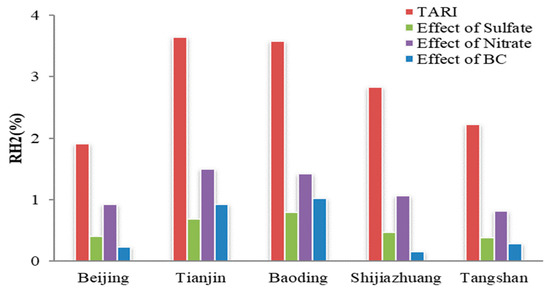 TARI
Effect of Sulfate
Effect of Nitrate
Effect of BC
RH2(%)
4
3
2
1
0
Beijing Tianjin Baoding Shijiazhuang Tangshan